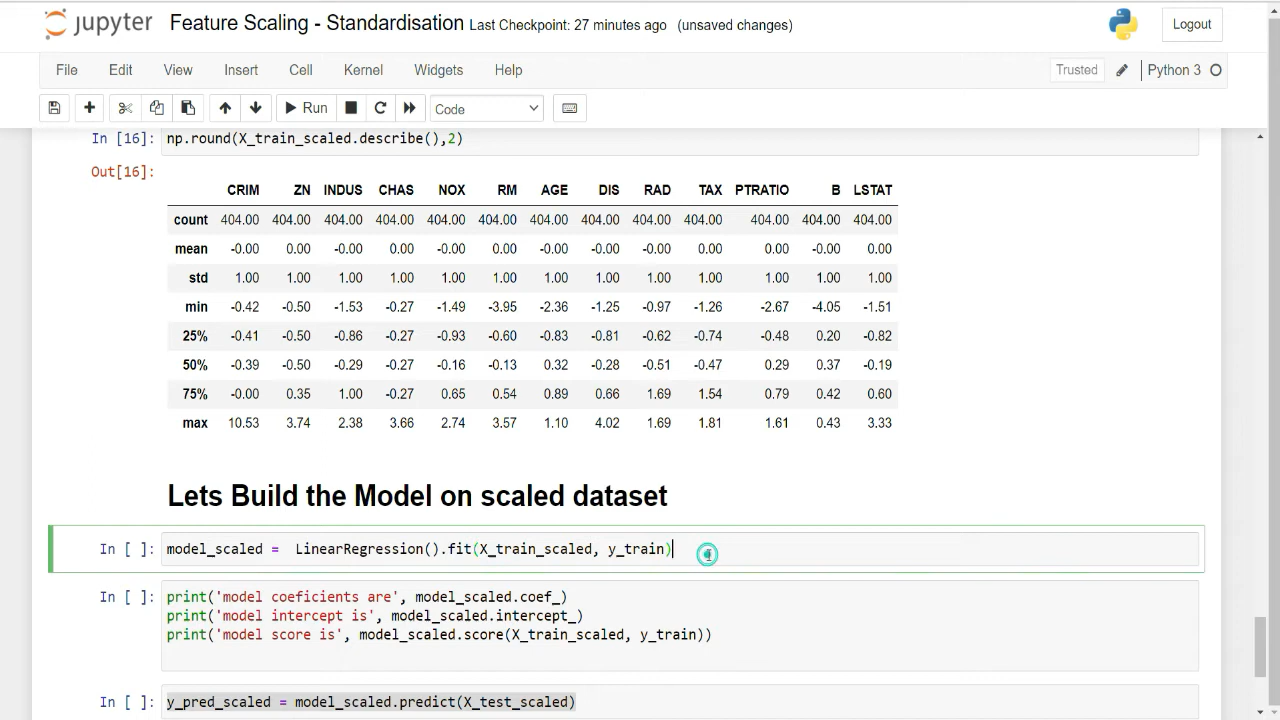 jupyter Feature Scaling - Standardisation Last Checkpoint: 27 minutes ago (unsaved changes) Logout
File Edit View Insert Cell Kernel Widgets Help Trusted Python 3
Run Code
In [16]: np.round(X_train_scaled.describe(),2)
Out[16]:
CRIM ZN INDUS CHAS NOX RM AGE DIS RAD TAX PTRATIO B LSTAT
count 404.00 404.00 404.00 404.00 404.00 404.00 404.00 404.00 404.00 404.00 404.00 404.00 404.00
mean -0.00 0.00 -0.00 0.00 -0.00 0.00 -0.00 -0.00 -0.00 0.00 0.00 -0.00 0.00
std 1.00 1.00 1.00 1.00 1.00 1.00 1.00 1.00 1.00 1.00 1.00 1.00 1.00
min -0.42 -0.50 -1.53 -0.27 -1.49 -3.95 -2.36 -1.25 -0.97 -1.26 -2.67 -4.05 -1.51
25% -0.41 -0.50 -0.86 -0.27 -0.93 -0.60 -0.83 -0.81 -0.62 -0.74 -0.48 0.20 -0.82
50% -0.39 -0.50 -0.29 -0.27 -0.16 -0.13 0.32 -0.28 -0.51 -0.47 0.29 0.37 -0.19
75% -0.00 0.35 1.00 -0.27 0.65 0.54 0.89 0.66 1.69 1.54 0.79 0.42 0.60
max 10.53 3.74 2.38 3.66 2.74 3.57 1.10 4.02 1.69 1.81 1.61 0.43 3.33
Lets Build the Model on scaled dataset
In [ ]: model_scaled =  LinearRegression().fit(X_train_scaled, y_train)
In [ ]: print('model coeficients are', model_scaled.coef_)
print('model intercept is', model_scaled.intercept_)
print('model score is', model_scaled.score(X_train_scaled, y_train))
In [ ]: y_pred_scaled = model_scaled.predict(X_test_scaled)